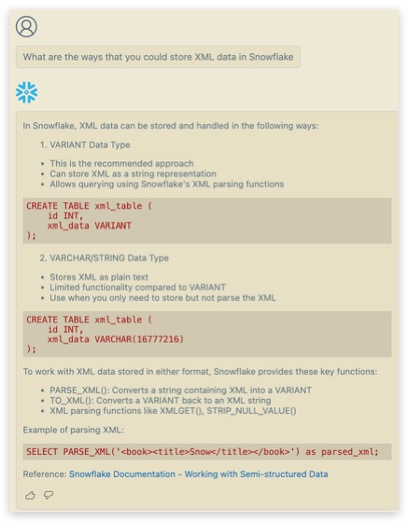 What are the ways that you could store XML data in Snowflake
In Snowflake, XML data can be stored and handled in the following ways:
1. VARIANT Data Type
• This is the recommended approach
• Can store XML as a string representation
• Allows querying using Snowflake's XML parsing functions
CREATE TABLE xml_table (
    id INT,
    xml_data VARIANT
);
2. VARCHAR/STRING Data Type
• Stores XML as plain text
• Limited functionality compared to VARIANT
• Use when you only need to store but not parse the XML
CREATE TABLE xml_table (
    id INT,
    xml_data VARCHAR(16777216)
);
To work with XML data stored in either format, Snowflake provides these key functions:
• PARSE_XML(): Converts a string containing XML into a VARIANT
• TO_XML(): Converts a VARIANT back to an XML string
• XML parsing functions like XMLGET(), STRIP_NULL_VALUE()
Example of parsing XML:
SELECT PARSE_XML('<book><title>Snow</title></book>') as parsed_xml;
Reference: Snowflake Documentation - Working with Semi-structured Data